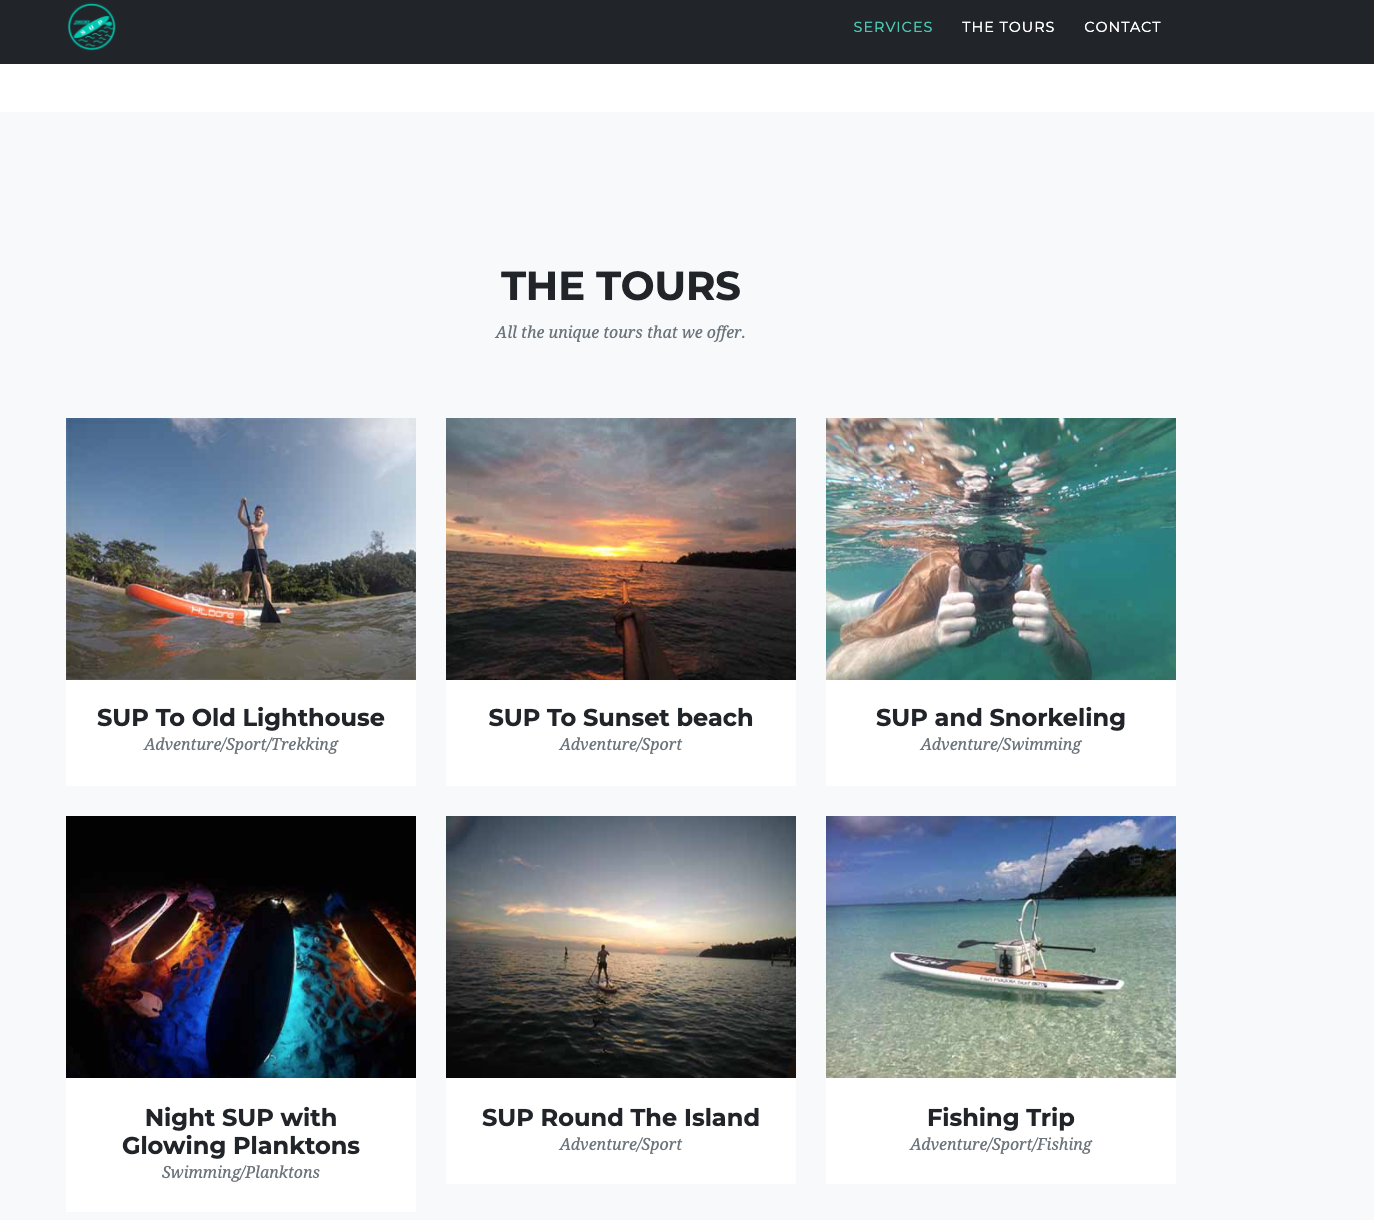 SUP
SERVICES THE TOURS CONTACT
THE TOURS
All the unique tours that we offer.
SUP To Old Lighthouse
Adventure/Sport/Trekking
SUP To Sunset beach
Adventure/Sport
SUP and Snorkeling
Adventure/Swimming
Night SUP with
Glowing Planktons
Swimming/Planktons
SUP Round The Island
Adventure/Sport
Fishing Trip
Adventure/Sport/Fishing